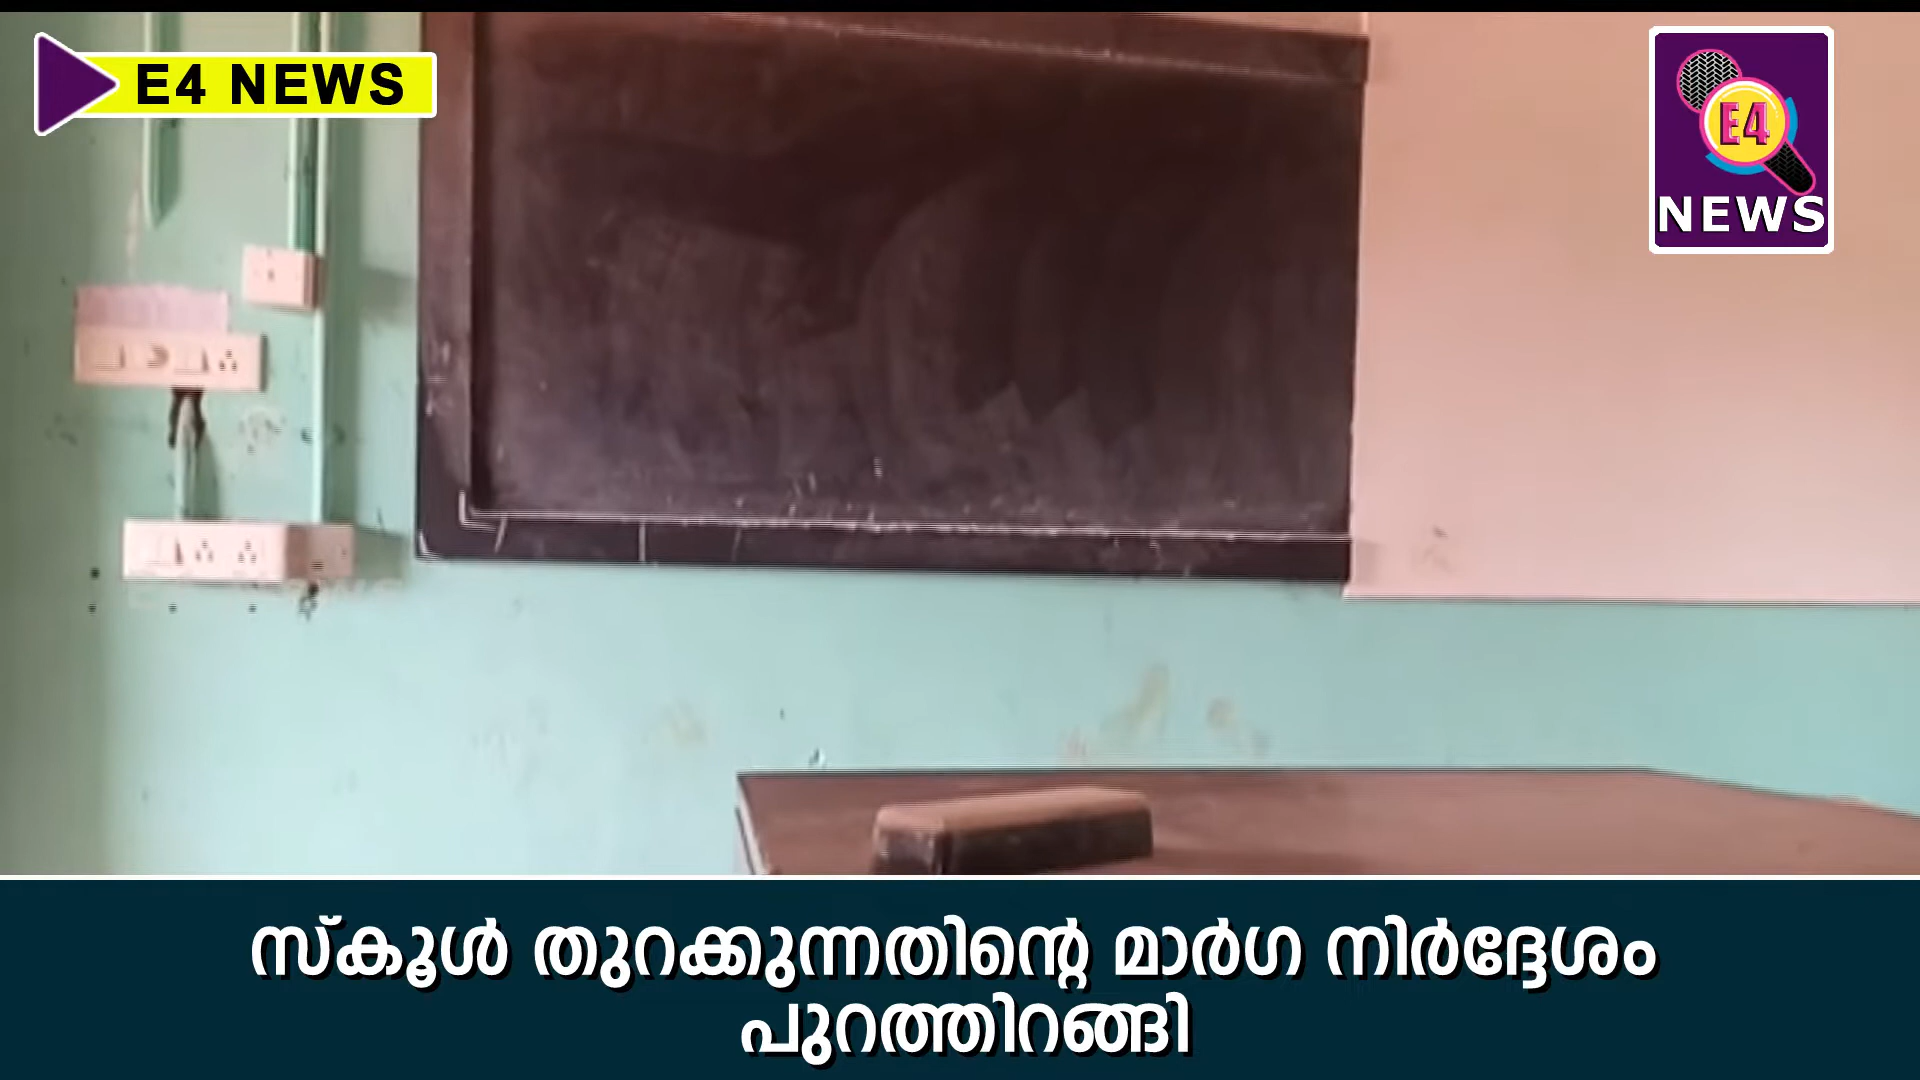 E4 NEWS
E4
NEWS
സ്കൂൾ തുറക്കുന്നതിന്റെ മാർഗ നിർദ്ദേശം
പുറത്തിറങ്ങി